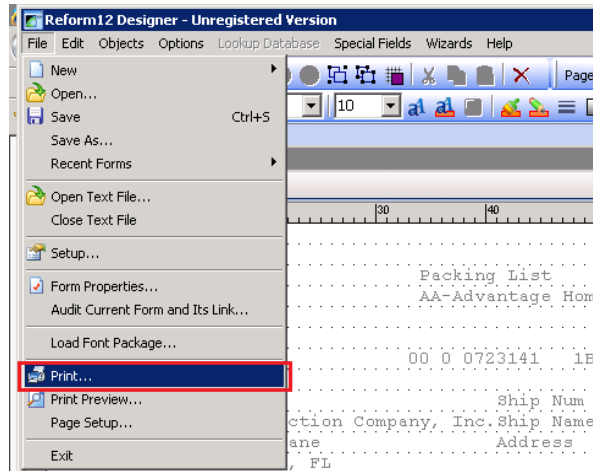 Reform12 Designer - Unregistered Version
File Edit Objects Options Lookup Database Special Fields Wizards Help
New
Page
Open...
10
Save Ctrl+S
Save As...
Recent Forms
Open Text File...
Close Text File
30 40
Setup...
Packing List
Form Properties...
AA-Advantage Hom
Audit Current Form and Its Link...
Load Font Package...
00 0 0723141 1B
Print...
Print Preview...
Ship Num
Page Setup...
ction Company, Inc.Ship Name
ane Address
Exit
, FL